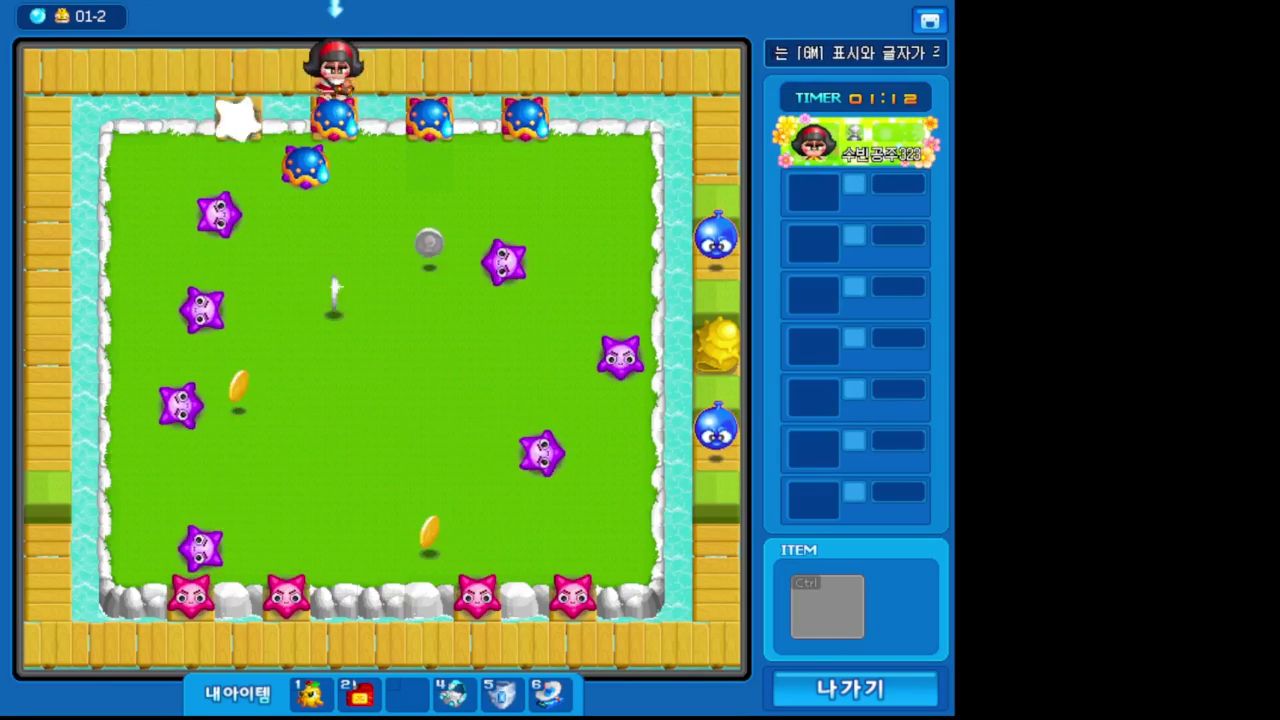 01-2
는 [GM] 표시와 글자가
TIMER 01:12
수빈공주323
ITEM
Ctrl
내아이템
1
2
4
5
6
나가기